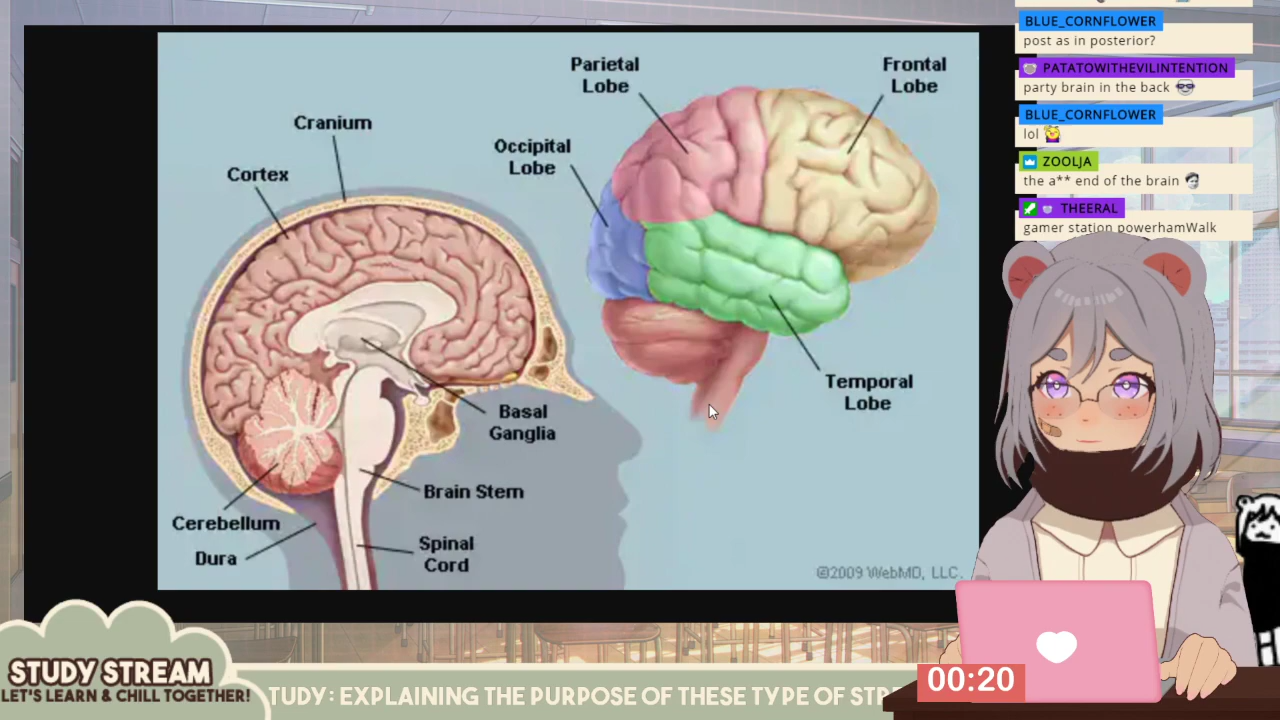 Cranium
Cortex
Basal
Ganglia
Brain Stem
Cerebellum
Dura
Spinal
Cord
Parietal
Lobe
Frontal
Lobe
Occipital
Lobe
Temporal
Lobe
©2009 WebMD, LLC.
BLUE_CORNFLOWER
post as in posterior?
PATATOWITHEVILINTENTION
party brain in the back
BLUE_CORNFLOWER
lol
ZOOLJA
the a** end of the brain
THEERAL
gamer station powerhamWalk
STUDY STREAM
LET'S LEARN & CHILL TOGETHER!
TUDY: EXPLAINING THE PURPOSE OF THESE TYPE OF
00:20